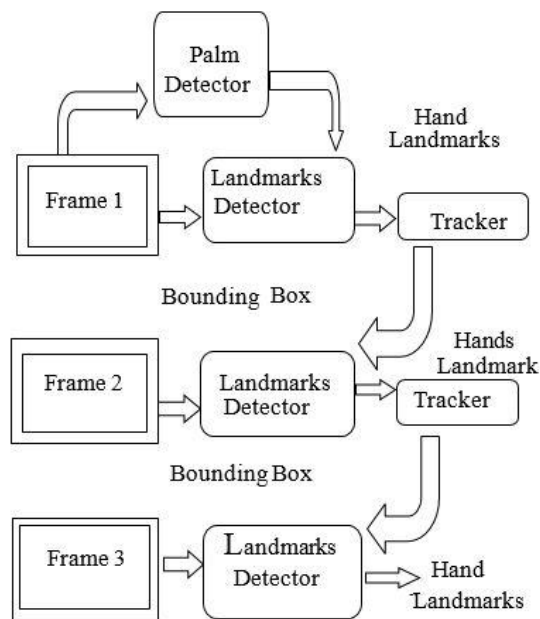 Palm
Detector
Hand
Landmarks
Frame 1
Landmarks
Detector
Tracker
Bounding Box
Hands
Landmark
Frame 2
Landmarks
Detector
Tracker
Bounding Box
Frame 3
Landmarks
Detector
Hand
Landmarks